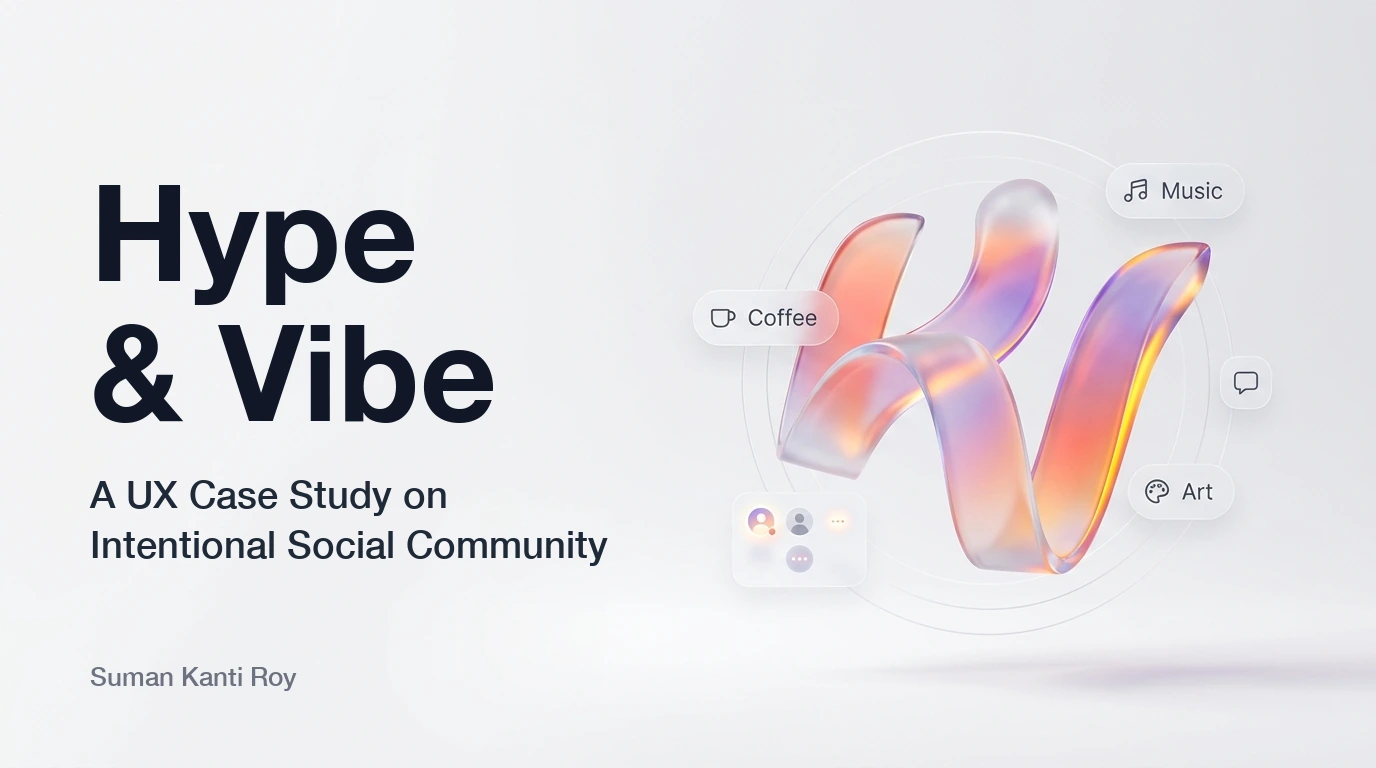 Hype
& Vibe
A UX Case Study on
Intentional Social Community
Suman Kanti Roy
Music
Coffee
Art